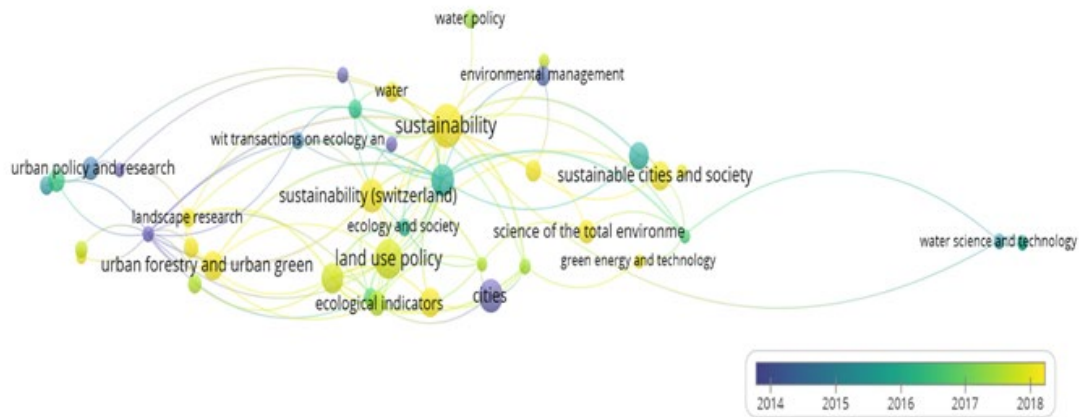 water policy
environmental management
water
sustainability
wit transactions on ecology an
urban policy and research
sustainable cities and society
sustainability (switzerland)
landscape research
ecology and society
science of the total environme
water science and technology
land use policy
green energy and technology
urban forestry and urban green
cities
ecological indicators
2014 2015 2016 2017 2018